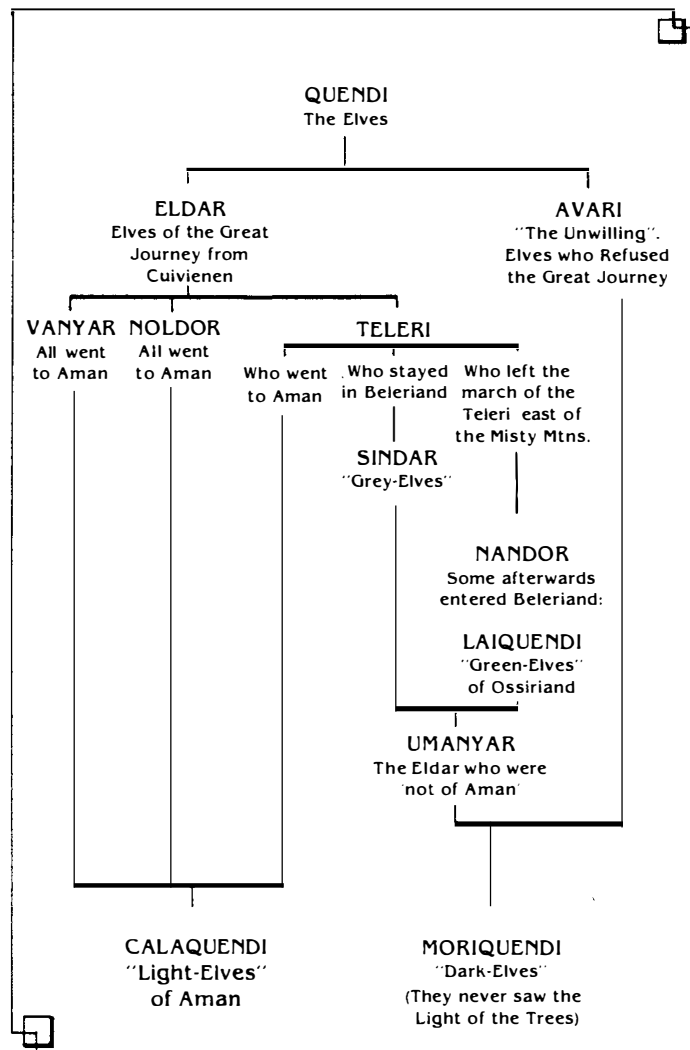 QUENDI
The Elves
ELDAR
Elves of the Great
Journey from
Cuivienen
AVARI
"The Unwilling".
Elves who Refused
the Great Journey
VANYAR
All went
to Aman
NOLDOR
All went
to Aman
TELERI
Who went
to Aman
Who stayed
in Beleriand
Who left the
march of the
Teleri east of
the Misty Mtns.
SINDAR
"Grey-Elves"
NANDOR
Some afterwards
entered Beleriand:
LAIQUENDI
"Green-Elves"
of Ossiriand
UMANYAR
The Eldar who were
'not of Aman'
CALAQUENDI
"Light-Elves"
of Aman
MORIQUENDI
"Dark-Elves"
(They never saw the
Light of the Trees)